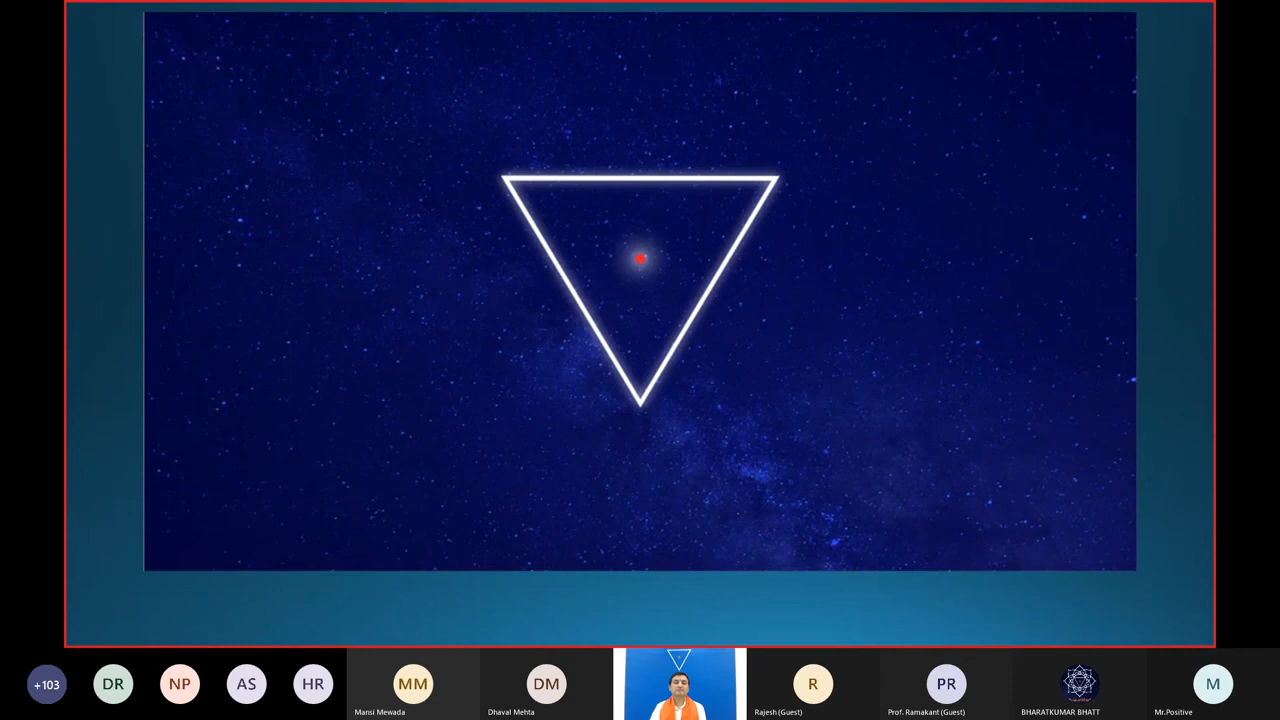 +103
DR
NP
AS
HR
MM
Mansi Mewada
DM
Dhaval Mehta
R
Rajesh (Guest)
PR
Prof. Ramakant (Guest)
BHARATKUMAR BHATT
M
Mr.Positive